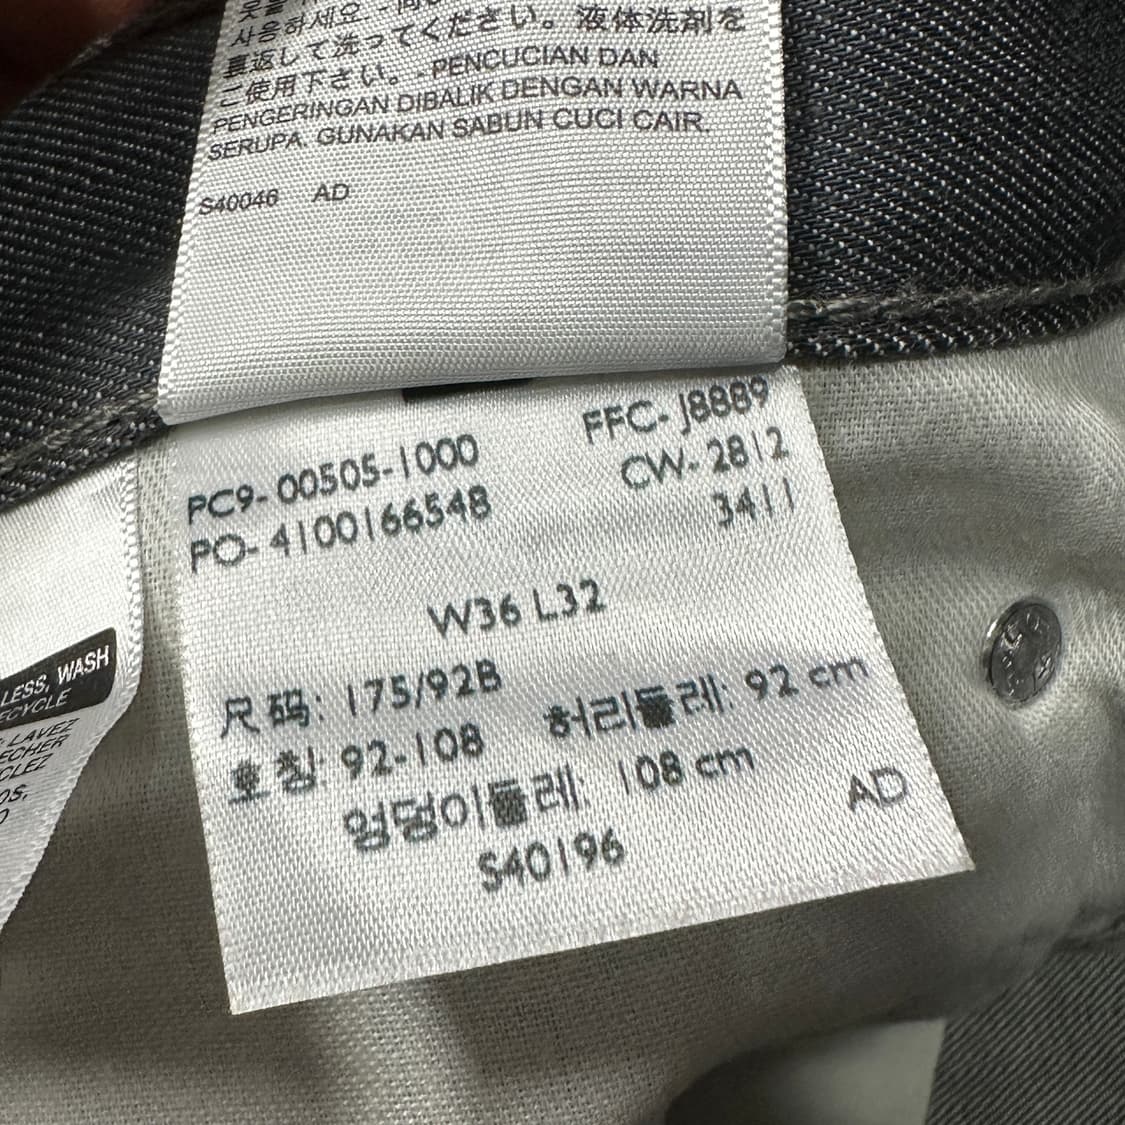 사용하세요.
裏返して洗ってください。液体洗剤を
ご使用下さい。 - PENCUCIAN DAN
PENGERINGAN DIBALIK DENGAN WARNA
SERUPA. GUNAKAN SABUN CUCI CAIR.
S40046 AD
PC9-00505-1000
PO-4100166548
FFC-J8889
CW-2812
3411
W36 L32
尺码: 175/92B
호칭: 92-108 허리둘레: 92 cm
엉덩이둘레: 108 cm
AD
S40196
LESS, WASH
ECYCLE
LAVEZ
ECHER
CLEZ
OS,